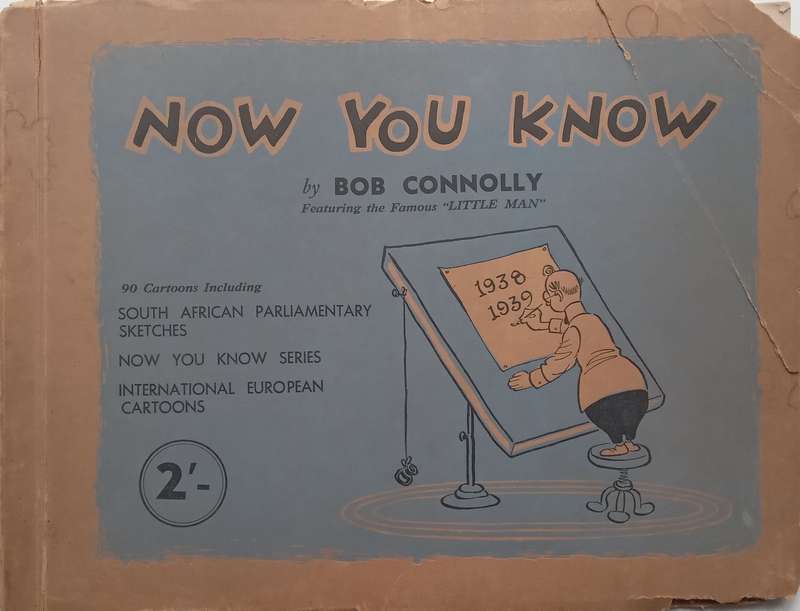 NOW YOU KNOW
by BOB CONNOLLY
Featuring the Famous "LITTLE MAN"
90 Cartoons Including
SOUTH AFRICAN PARLIAMENTARY
SKETCHES
NOW YOU KNOW SERIES
INTERNATIONAL EUROPEAN
CARTOONS
2'-
1938
1939